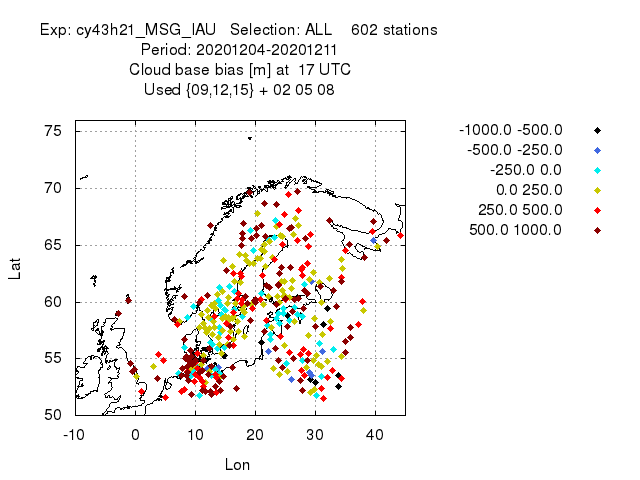 Exp: cy43h21_MSG_IAU   Selection: ALL    602 stations
Period: 20201204-20201211
Cloud base bias [m] at  17 UTC
Used {09,12,15} + 02 05 08
-1000.0 -500.0
-500.0 -250.0
-250.0 0.0
0.0 250.0
250.0 500.0
500.0 1000.0
75
70
65
60
55
50
Lat
-10 0 10 20 30 40
Lon